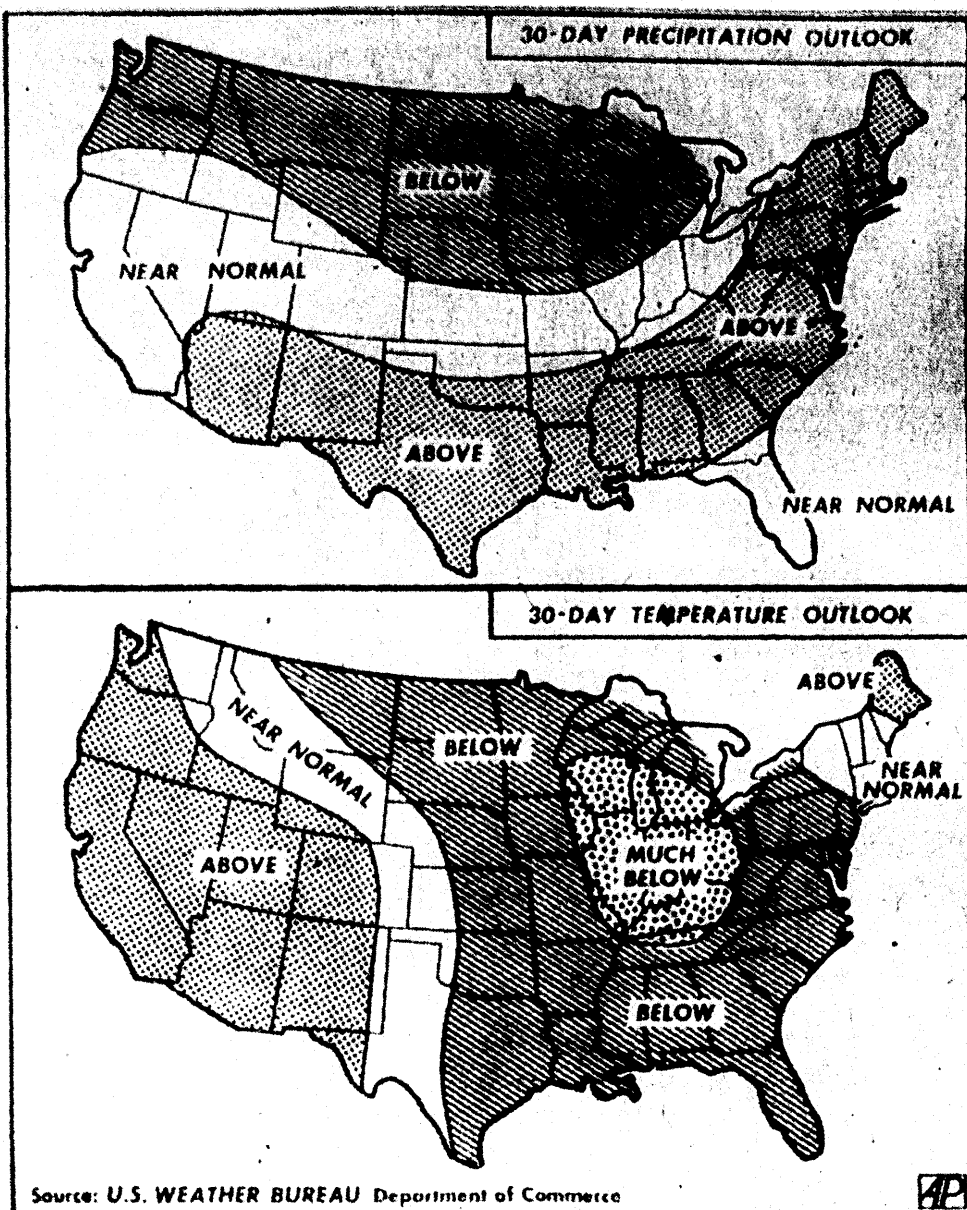 30-DAY PRECIPITATION OUTLOOK
BELOW
NEAR NORMAL
ABOVE
ABOVE
NEAR NORMAL
30-DAY TEMPERATURE OUTLOOK
ABOVE
NEAR NORMAL
BELOW
NEAR
NORMAL
ABOVE
MUCH
BELOW
BELOW
Source: U.S. WEATHER BUREAU Department of Commerce
AP